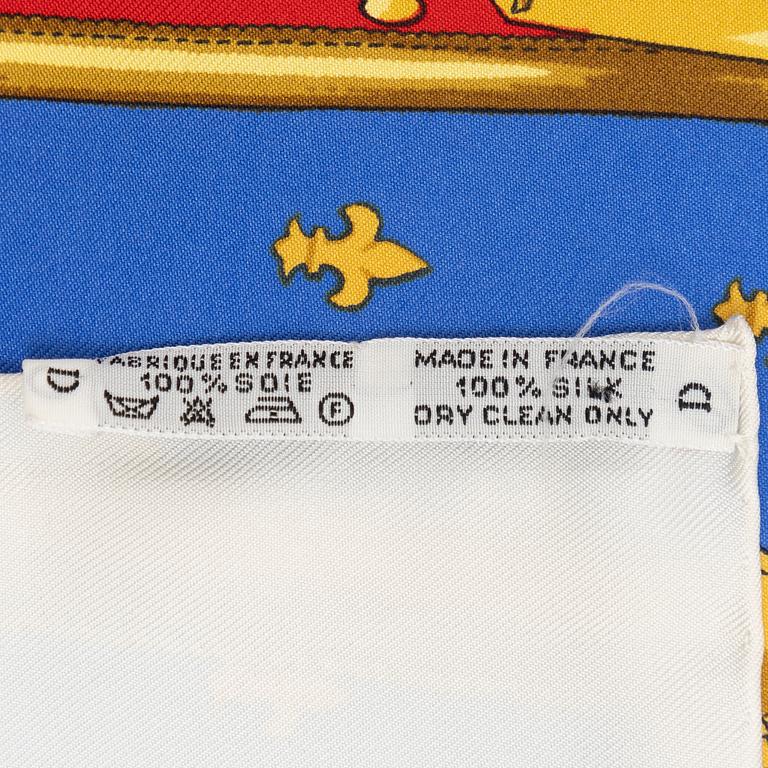 D
FABRIQUE EN FRANCE
100% SOIE
F
MADE IN FRANCE
100% SILK
DRY CLEAN ONLY
D